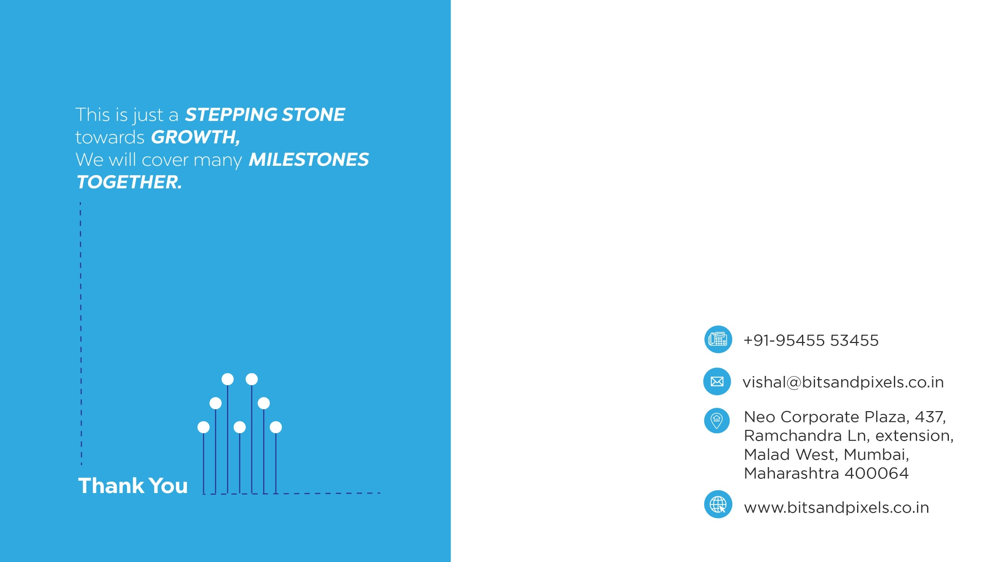 This is just a STEPPING STONE
towards GROWTH,
We will cover many MILESTONES
TOGETHER.
Thank You
+91-95455 53455
vishal@bitsandpixels.co.in
Neo Corporate Plaza, 437,
Ramchandra Ln, extension,
Malad West, Mumbai,
Maharashtra 400064
www.bitsandpixels.co.in